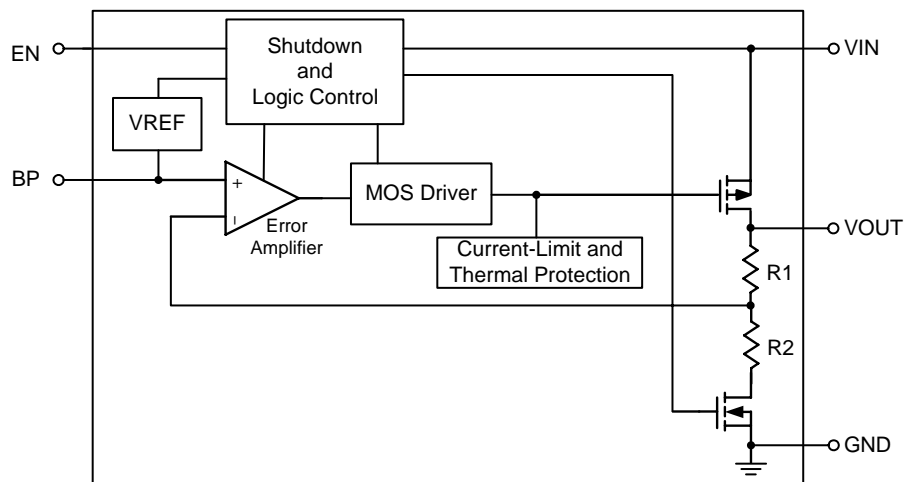 EN
Shutdown
and
Logic Control
VIN
VREF
BP
+
−
Error
Amplifier
MOS Driver
Current-Limit and
Thermal Protection
VOUT
R1
R2
GND